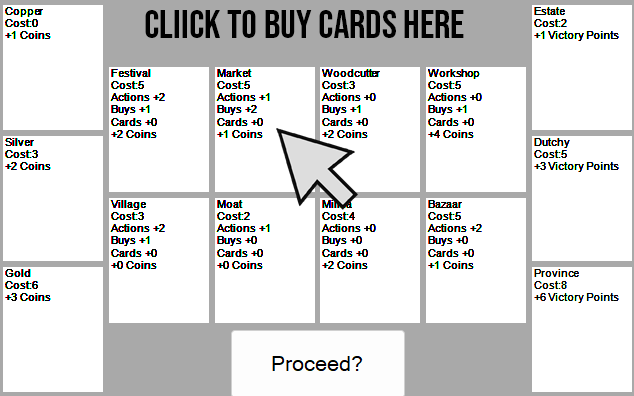 CLIICK TO BUY CARDS HERE
Copper
Cost:0
+1 Coins
Silver
Cost:3
+2 Coins
Gold
Cost:6
+3 Coins
Festival
Cost:5
Actions +2
Buys +1
Cards +0
+2 Coins
Market
Cost:5
Actions +1
Buys +2
Cards +0
+1 Coins
Woodcutter
Cost:3
Actions +0
Buys +1
Cards +0
+2 Coins
Workshop
Cost:5
Actions +0
Buys +1
Cards +0
+4 Coins
Village
Cost:3
Actions +2
Buys +1
Cards +0
+0 Coins
Moat
Cost:2
Actions +1
Buys +0
Cards +0
+0 Coins
Cost:4
Actions +0
Buys +0
Cards +0
+2 Coins
Bazaar
Cost:5
Actions +2
Buys +0
Cards +0
+1 Coins
Estate
Cost:2
+1 Victory Points
Dutchy
Cost:5
+3 Victory Points
Province
Cost:8
+6 Victory Points
Proceed?